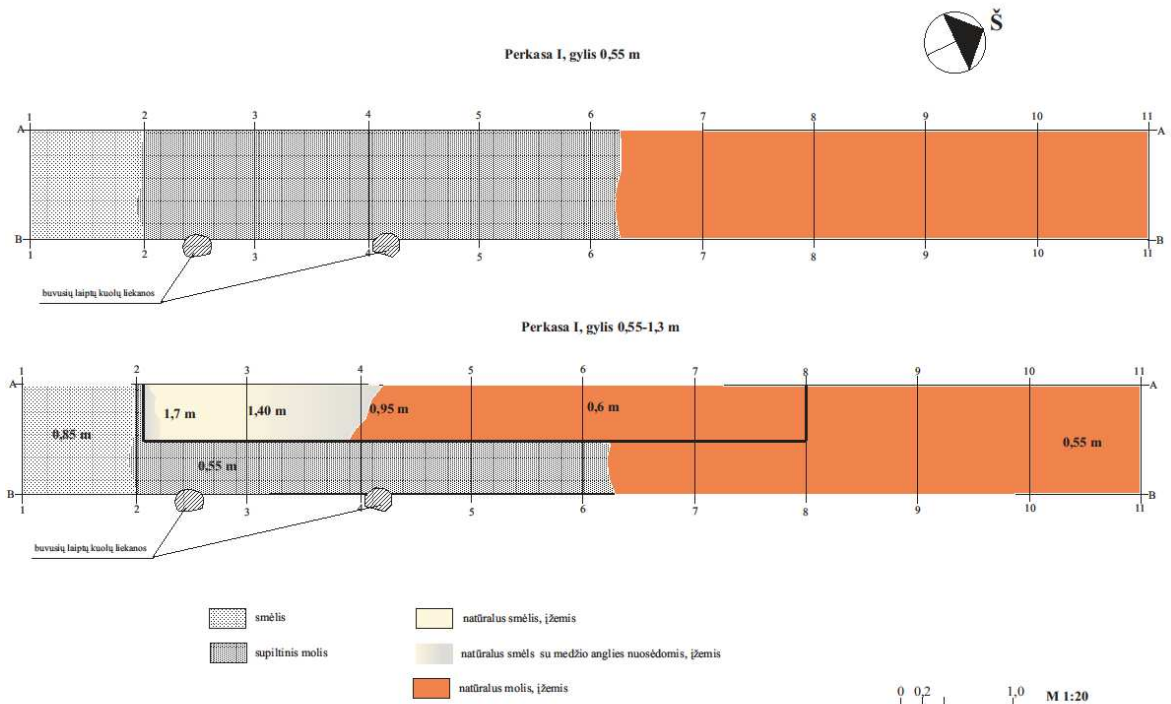 Š
Perkasa I, gylis 0,55 m
1 2 3 4 5 6 7 8 9 10 11
A A
B B
1 2 3 4 5 6 7 8 9 10 11
buvusių laiptų kuolų liekanos
Perkasa I, gylis 0,55-1,3 m
1 2 3 4 5 6 7 8 9 10 11
A A
1,7 m 1,40 m 0,95 m 0,6 m
0,85 m 0,55 m 0,55 m
B B
1 2 3 4 5 6 7 8 9 10 11
buvusių laiptų kuolų liekanos
smėlis
natūralus smėlis, įžemis
supiltinis molis
natūralus smėls su medžio anglies nuosėdomis, įžemis
natūralus molis, įžemis
0 0,2 1,0 M 1:20